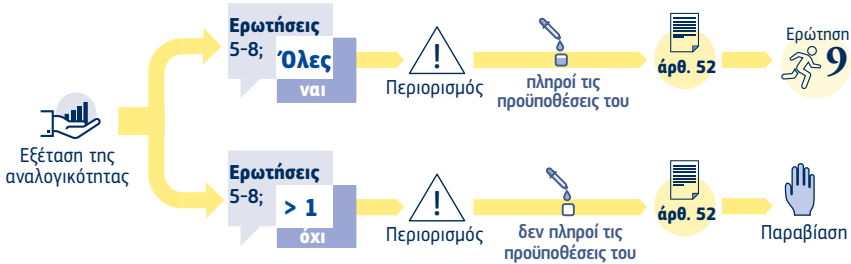 Εξέταση της
αναλογικότητας
Ερωτήσεις
5-8;
Όλες
ναι
!
Περιορισμός
πληροί τις
προϋποθέσεις του
άρθ. 52
Ερώτηση
9
Ερωτήσεις
5-8;
> 1
όχι
!
Περιορισμός
δεν πληροί τις
προϋποθέσεις του
άρθ. 52
Παραβίαση